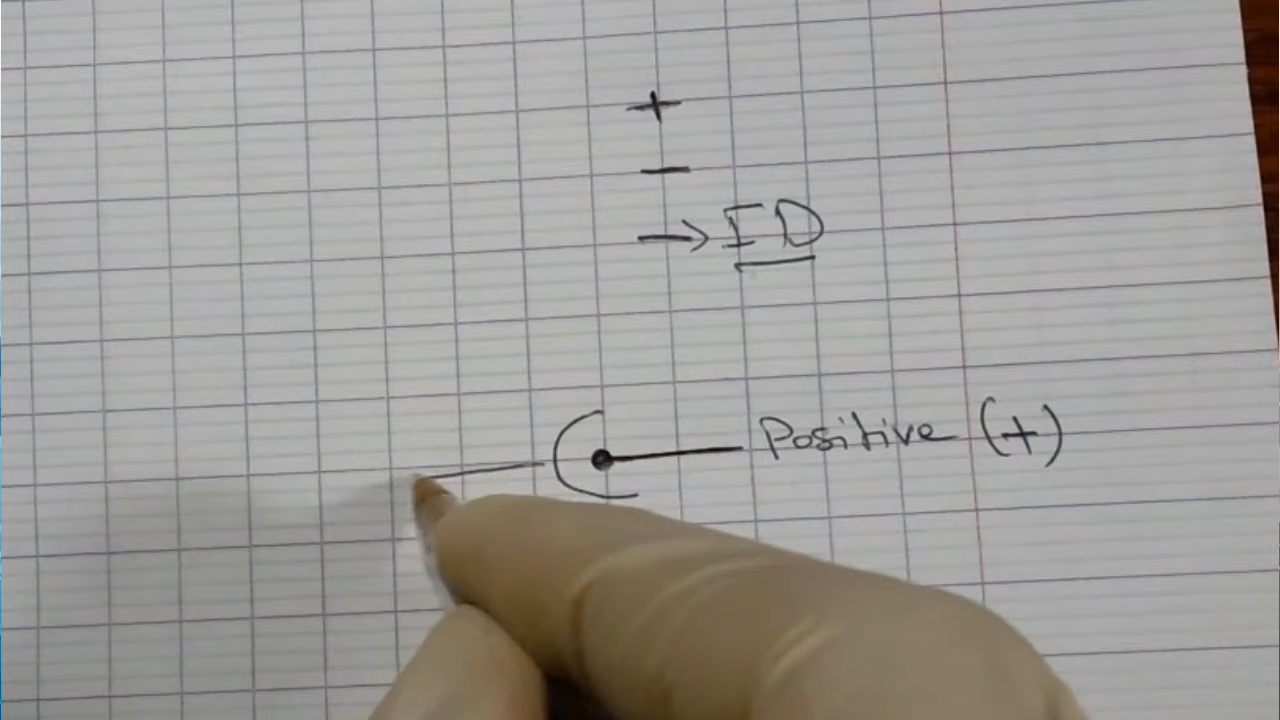 +
−
→ ID
Positive (+)